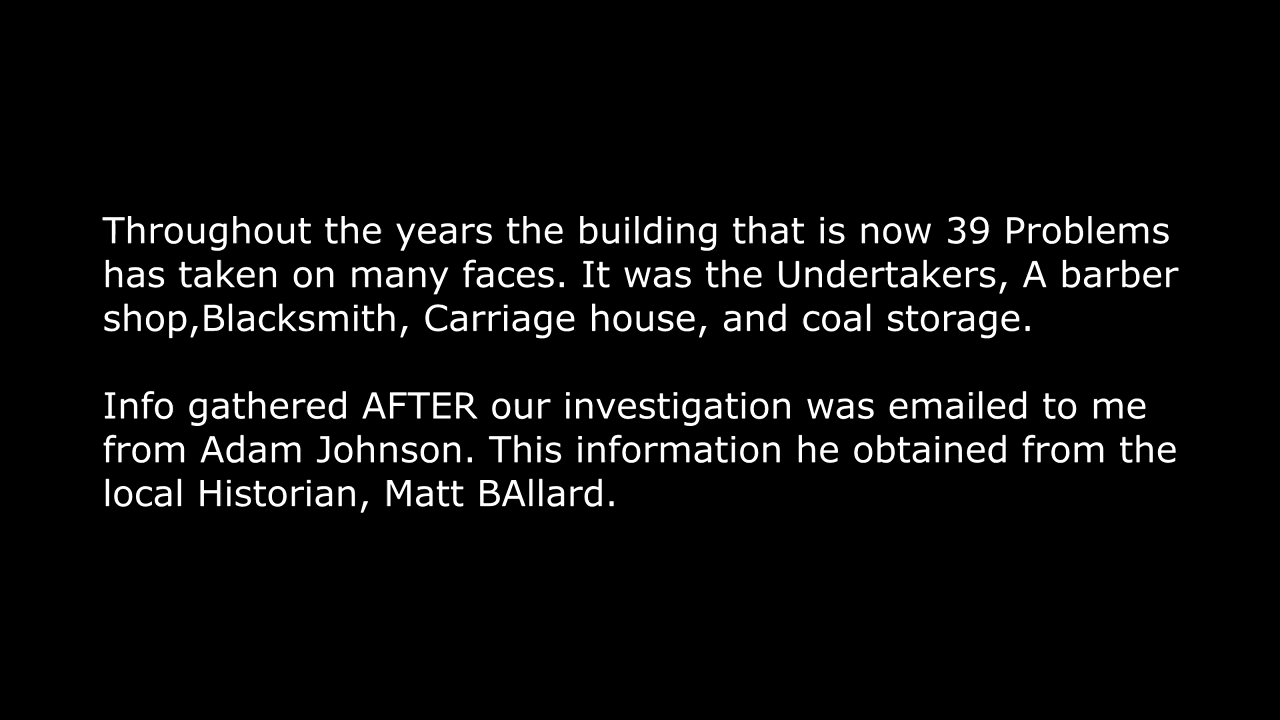 Throughout the years the building that is now 39 Problems
has taken on many faces. It was the Undertakers, A barber
shop,Blacksmith, Carriage house, and coal storage.
Info gathered AFTER our investigation was emailed to me
from Adam Johnson. This information he obtained from the
local Historian, Matt BAllard.